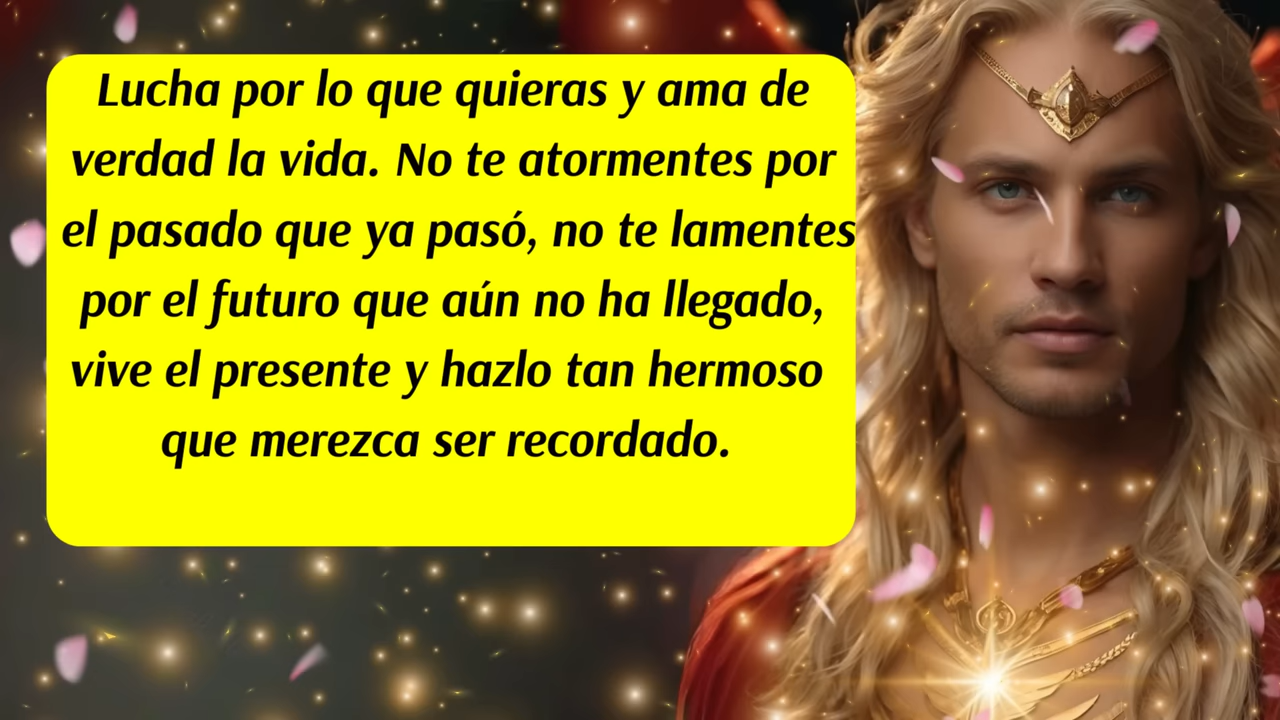 Lucha por lo que quieras y ama de
verdad la vida. No te atormentes por
el pasado que ya pasó, no te lamentes
por el futuro que aún no ha llegado,
vive el presente y hazlo tan hermoso
que merezca ser recordado.